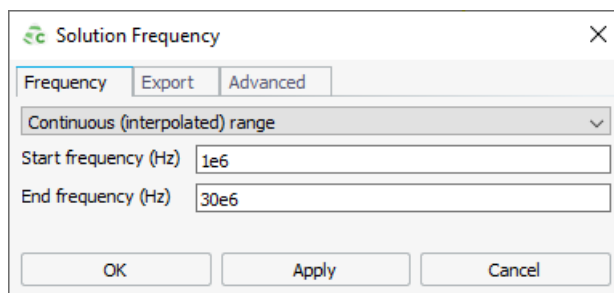 Solution Frequency
Frequency Export Advanced
Continuous (interpolated) range
Start frequency (Hz) 1e6
End frequency (Hz) 30e6
OK Apply Cancel